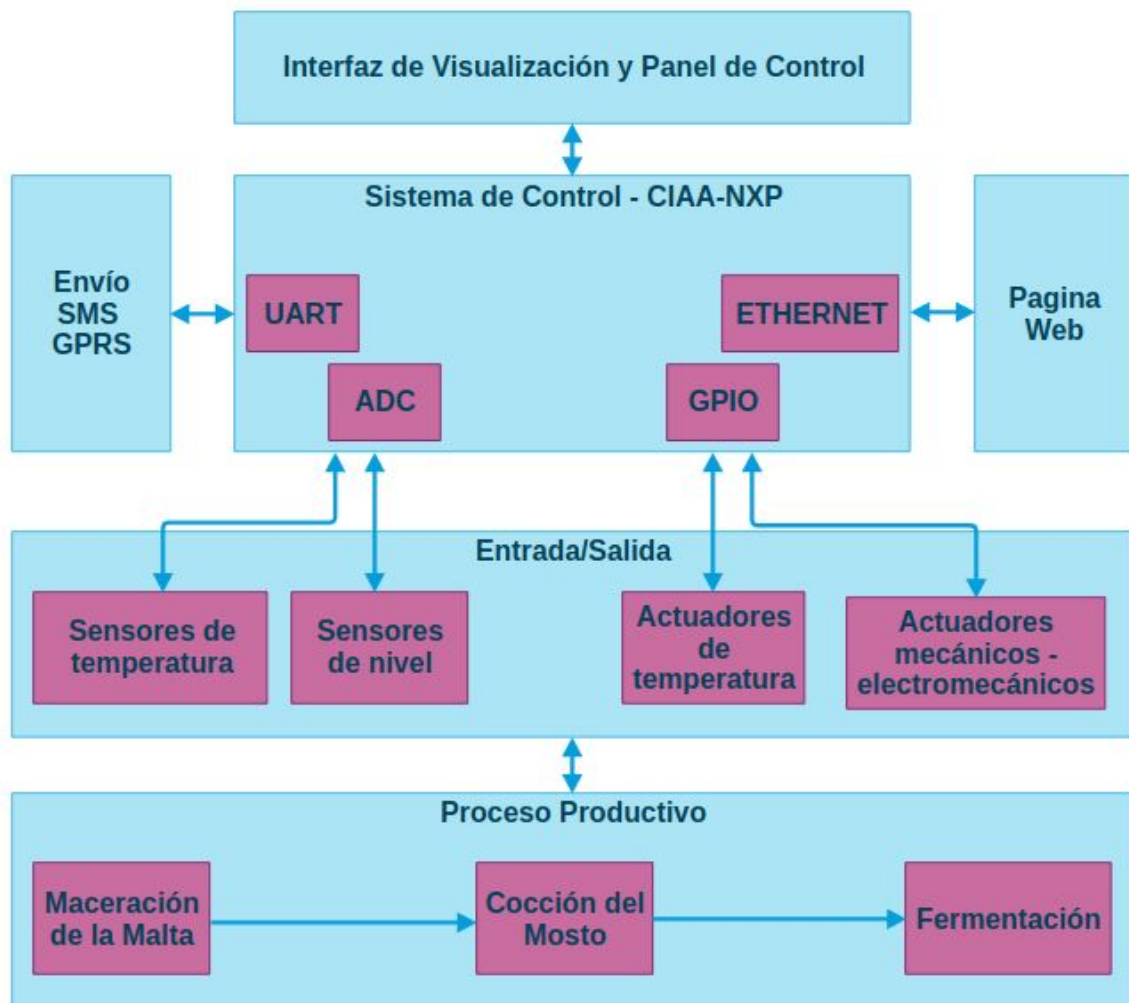 Interfaz de Visualización y Panel de Control
Sistema de Control - CIAA-NXP
Envío
SMS
GPRS
UART
ADC
ETHERNET
GPIO
Pagina
Web
Entrada/Salida
Sensores de
temperatura
Sensores
de nivel
Actuadores
de
temperatura
Actuadores
mecánicos -
electromecánicos
Proceso Productivo
Maceración
de la Malta
Cocción del
Mosto
Fermentación